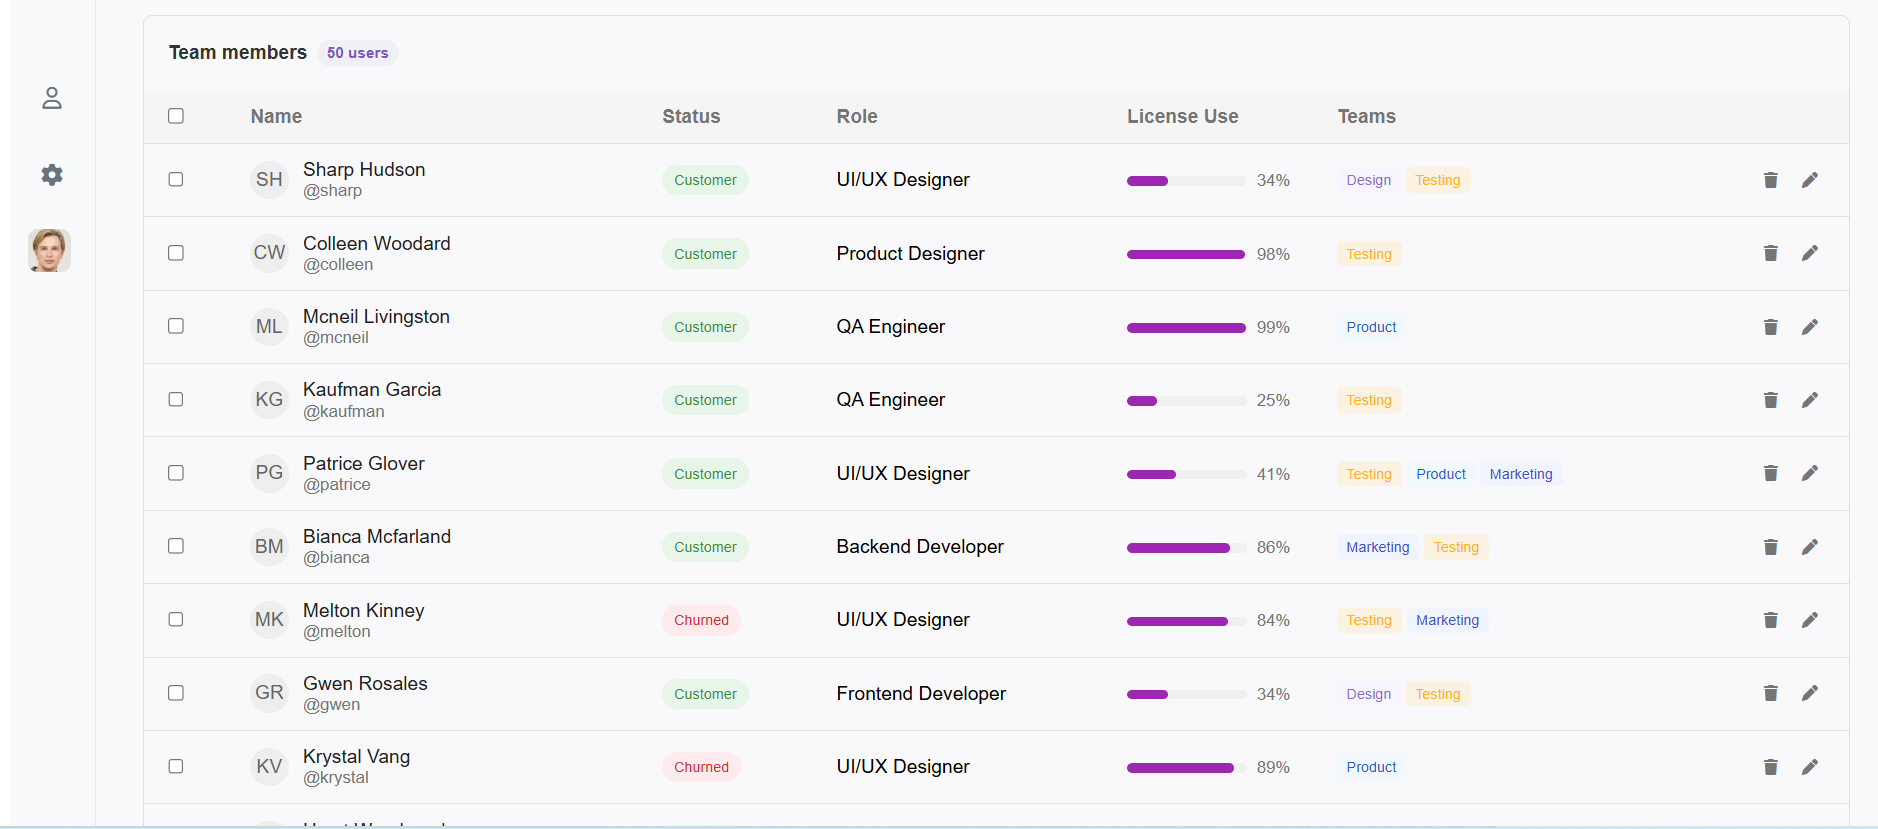 Team members 50 users
Name Status Role License Use Teams
SH Sharp Hudson @sharp Customer UI/UX Designer 34% Design Testing
CW Colleen Woodard @colleen Customer Product Designer 98% Testing
ML Mcneil Livingston @mcneil Customer QA Engineer 99% Product
KG Kaufman Garcia @kaufman Customer QA Engineer 25% Testing
PG Patrice Glover @patrice Customer UI/UX Designer 41% Testing Product Marketing
BM Bianca Mcfarland @bianca Customer Backend Developer 86% Marketing Testing
MK Melton Kinney @melton Churned UI/UX Designer 84% Testing Marketing
GR Gwen Rosales @gwen Customer Frontend Developer 34% Design Testing
KV Krystal Vang @krystal Churned UI/UX Designer 89% Product